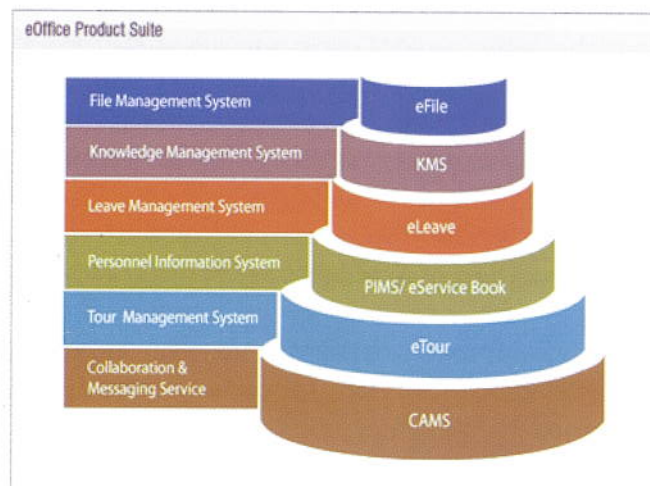 eOffice Product Suite
File Management System
eFile
Knowledge Management System
KMS
Leave Management System
eLeave
Personnel Information System
PIMS/ eService Book
Tour Management System
eTour
Collaboration &
Messaging Service
CAMS